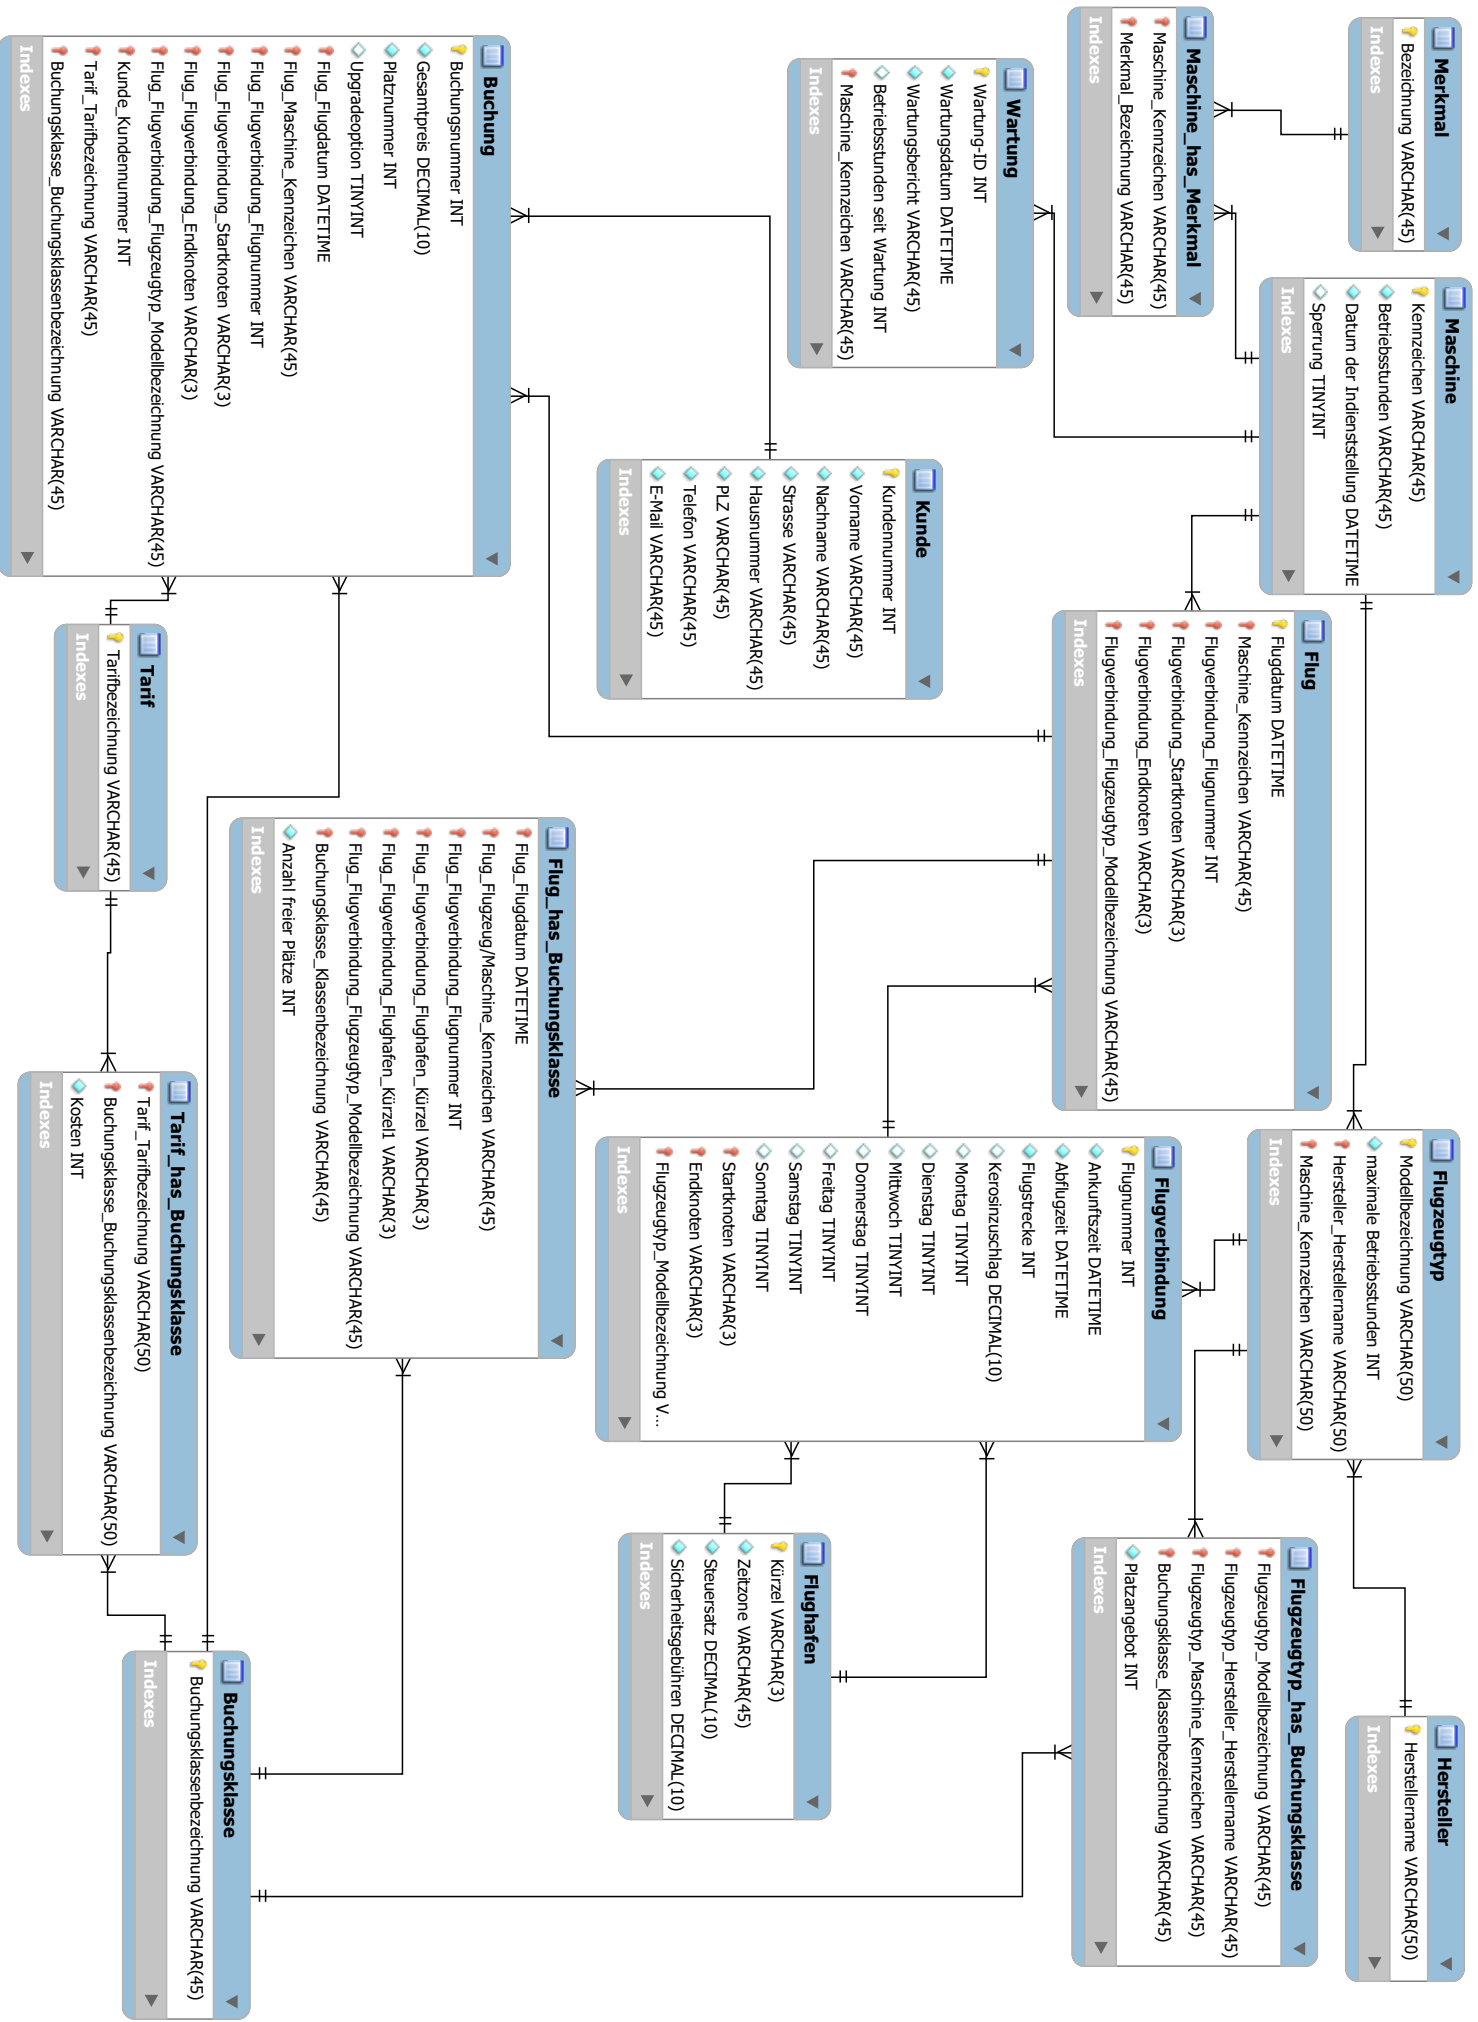 Merkmal
Bezeichnung VARCHAR(45)
Indexes
Maschine
Kennzeichen VARCHAR(45)
Betriebsstunden VARCHAR(45)
Datum der Indienststellung DATETIME
Sperrung TINYINT
Indexes
Flugzeugtyp
Modellbezeichnung VARCHAR(50)
maximale Betriebsstunden INT
Hersteller_Herstellername VARCHAR(50)
Maschine_Kennzeichen VARCHAR(50)
Indexes
Hersteller
Herstellername VARCHAR(50)
Indexes
Maschine_has_Merkmal
Maschine_Kennzeichen VARCHAR(45)
Merkmal_Bezeichnung VARCHAR(45)
Indexes
Flug
Flugdatum DATETIME
Maschine_Kennzeichen VARCHAR(45)
Flugverbindung_Flugnummer INT
Flugverbindung_Startknoten VARCHAR(3)
Flugverbindung_Endknoten VARCHAR(3)
Flugverbindung_Flugzeugtyp_Modellbezeichnung VARCHAR(45)
Indexes
Flugzeugtyp_has_Buchungsklasse
Flugzeugtyp_Modellbezeichnung VARCHAR(45)
Flugzeugtyp_Hersteller_Herstellername VARCHAR(45)
Flugzeugtyp_Maschine_Kennzeichen VARCHAR(45)
Buchungsklasse_Klassenbezeichnung VARCHAR(45)
Platzangebot INT
Indexes
Wartung
Wartung-ID INT
Wartungsdatum DATETIME
Wartungsbericht VARCHAR(45)
Betriebsstunden seit Wartung INT
Maschine_Kennzeichen VARCHAR(45)
Indexes
Kunde
Kundennummer INT
Vorname VARCHAR(45)
Nachname VARCHAR(45)
Strasse VARCHAR(45)
Hausnummer VARCHAR(45)
PLZ VARCHAR(45)
Telefon VARCHAR(45)
E-Mail VARCHAR(45)
Indexes
Flugverbindung
Flugnummer INT
Ankunftszeit DATETIME
Abflugzeit DATETIME
Flugstrecke INT
Kerosinzuschlag DECIMAL(10)
Montag TINYINT
Dienstag TINYINT
Mittwoch TINYINT
Donnerstag TINYINT
Freitag TINYINT
Samstag TINYINT
Sonntag TINYINT
Startknoten VARCHAR(3)
Endknoten VARCHAR(3)
Flugzeugtyp_Modellbezeichnung V...
Indexes
Flughafen
Kürzel VARCHAR(3)
Zeitzone VARCHAR(45)
Steuersatz DECIMAL(10)
Sicherheitsgebühren DECIMAL(10)
Indexes
Buchung
Buchungsnummer INT
Gesamtpreis DECIMAL(10)
Platznummer INT
Upgradeoption TINYINT
Flug_Flugdatum DATETIME
Flug_Maschine_Kennzeichen VARCHAR(45)
Flug_Flugverbindung_Flugnummer INT
Flug_Flugverbindung_Startknoten VARCHAR(3)
Flug_Flugverbindung_Endknoten VARCHAR(3)
Flug_Flugverbindung_Flugzeugtyp_Modellbezeichnung VARCHAR(45)
Kunde_Kundennummer INT
Tarif_Tarifbezeichnung VARCHAR(45)
Buchungsklasse_Buchungsklassenbezeichnung VARCHAR(45)
Indexes
Flug_has_Buchungsklasse
Flug_Flugdatum DATETIME
Flug_Flugzeug/Maschine_Kennzeichen VARCHAR(45)
Flug_Flugverbindung_Flugnummer INT
Flug_Flugverbindung_Flughafen_Kürzel VARCHAR(3)
Flug_Flugverbindung_Flughafen_Kürzel1 VARCHAR(3)
Flug_Flugverbindung_Flugzeugtyp_Modellbezeichnung VARCHAR(45)
Buchungsklasse_Klassenbezeichnung VARCHAR(45)
Anzahl freier Plätze INT
Indexes
Tarif
Tarifbezeichnung VARCHAR(45)
Indexes
Tarif_has_Buchungsklasse
Tarif_Tarifbezeichnung VARCHAR(50)
Buchungsklasse_Buchungsklassenbezeichnung VARCHAR(50)
Kosten INT
Indexes
Buchungsklasse
Buchungsklassenbezeichnung VARCHAR(45)
Indexes